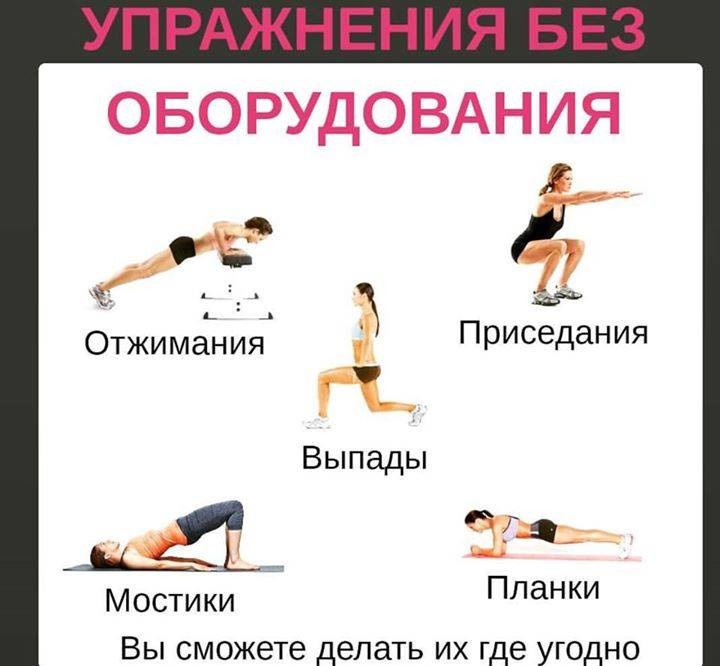 УПРАЖНЕНИЯ БЕЗ
ОБОРУДОВАНИЯ
Отжимания
Приседания
Выпады
Мостики
Планки
Вы сможете делать их где угодно